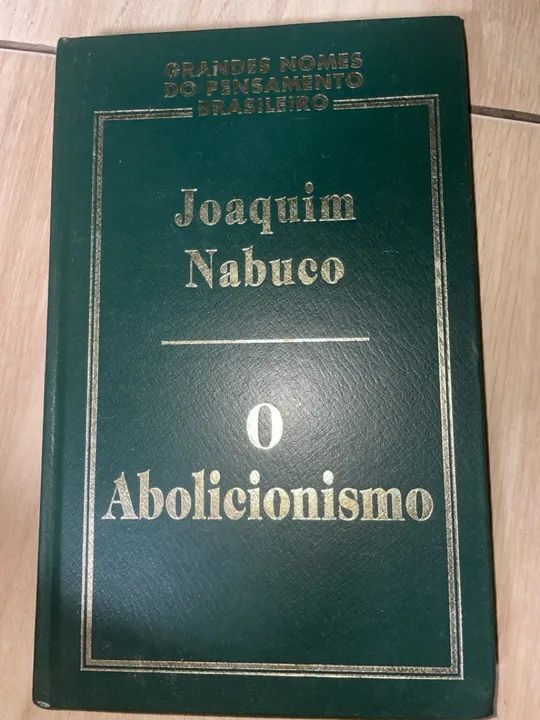 GRANDES NOMES
DO PENSAMENTO
BRASILEIRO
Joaquim
Nabuco
O
Abolicionismo